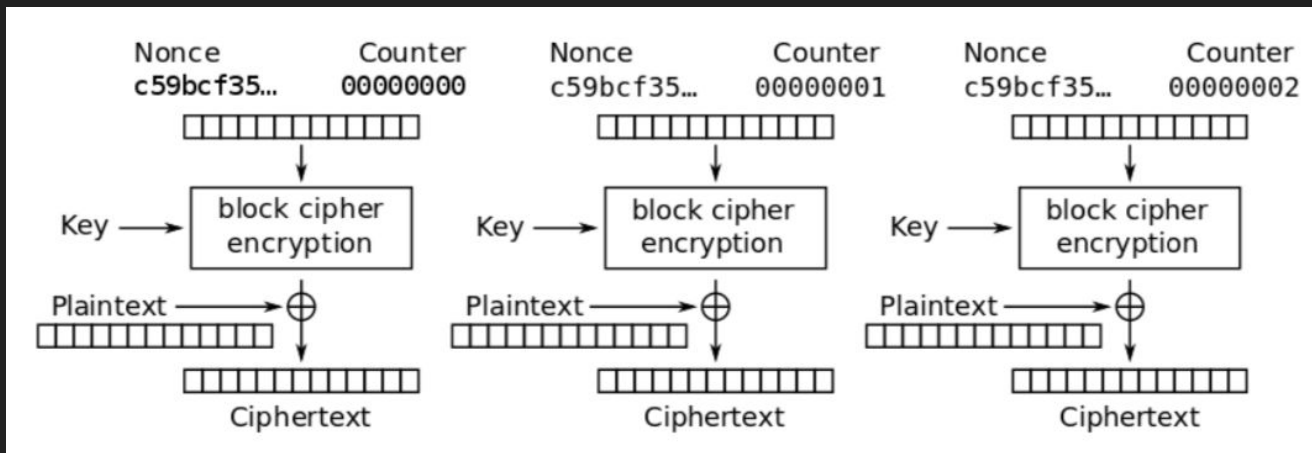 Nonce Counter Nonce Counter Nonce Counter
c59bcf35… 00000000 c59bcf35… 00000001 c59bcf35… 00000002
Key block cipher encryption Key block cipher encryption Key block cipher encryption
Plaintext Plaintext Plaintext
Ciphertext Ciphertext Ciphertext